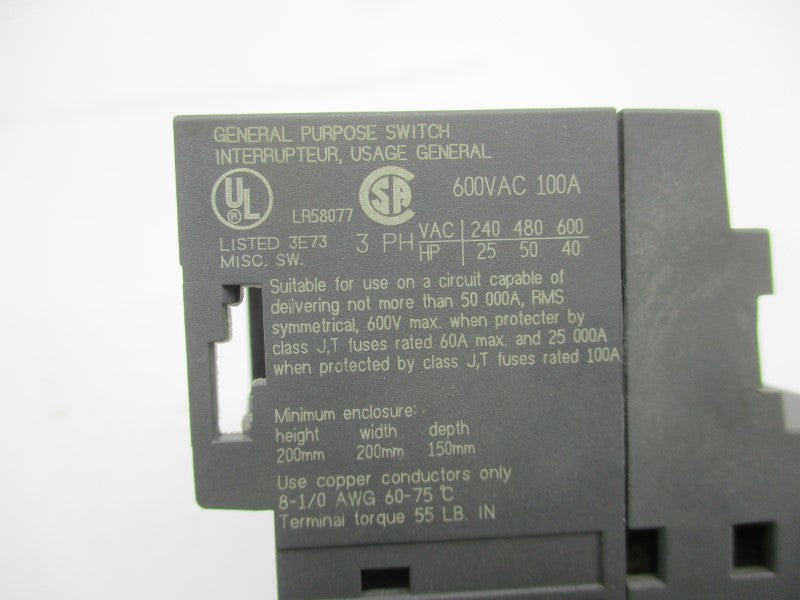 GENERAL PURPOSE SWITCH
INTERRUPTEUR, USAGE GENERAL
UL
®
LR58077
SA
600VAC 100A
LISTED 3E73
MISC. SW.
3 PH
VAC 240 480 600
HP 25 50 40
Suitable for use on a circuit capable of
delivering not more than 50 000A, RMS
symmetrical, 600V max. when protecter by
class J,T fuses rated 60A max. and 25 000A
when protected by class J,T fuses rated 100A
Minimum enclosure:
height width depth
200mm 200mm 150mm
Use copper conductors only
8-1/0 AWG 60-75 °C
Terminal torque 55 LB. IN